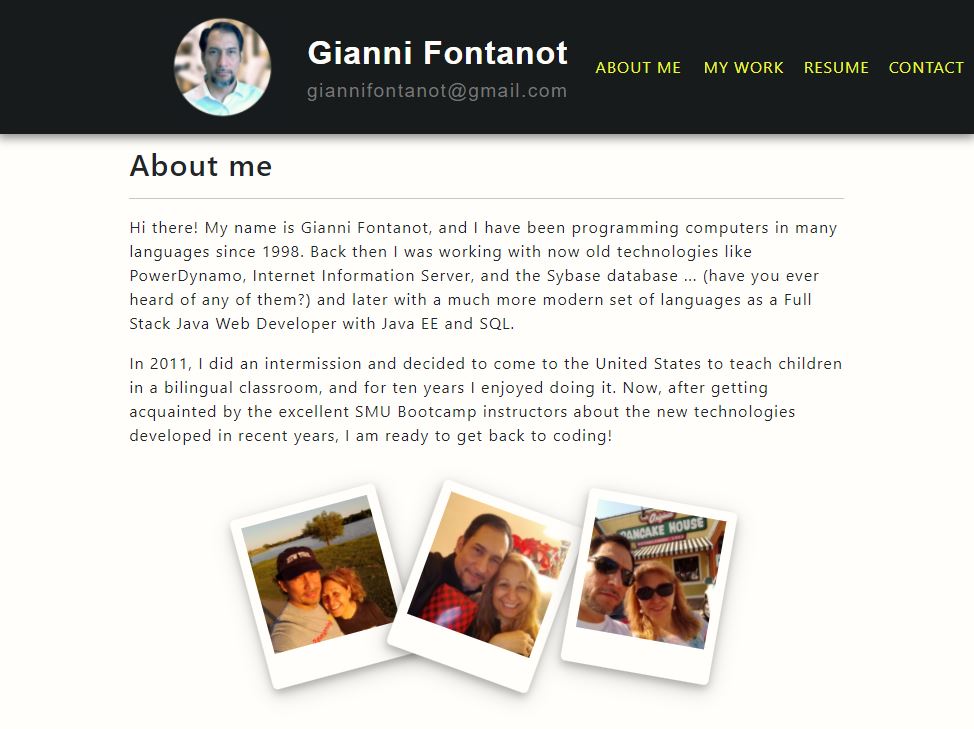 Gianni Fontanot
giannifontanot@gmail.com
ABOUT ME MY WORK RESUME CONTACT
About me
Hi there! My name is Gianni Fontanot, and I have been programming computers in many
languages since 1998. Back then I was working with now old technologies like
PowerDynamo, Internet Information Server, and the Sybase database ... (have you ever
heard of any of them?) and later with a much more modern set of languages as a Full
Stack Java Web Developer with Java EE and SQL.
In 2011, I did an intermission and decided to come to the United States to teach children
in a bilingual classroom, and for ten years I enjoyed doing it. Now, after getting
acquainted by the excellent SMU Bootcamp instructors about the new technologies
developed in recent years, I am ready to get back to coding!
Original
PANCAKE HOUSE